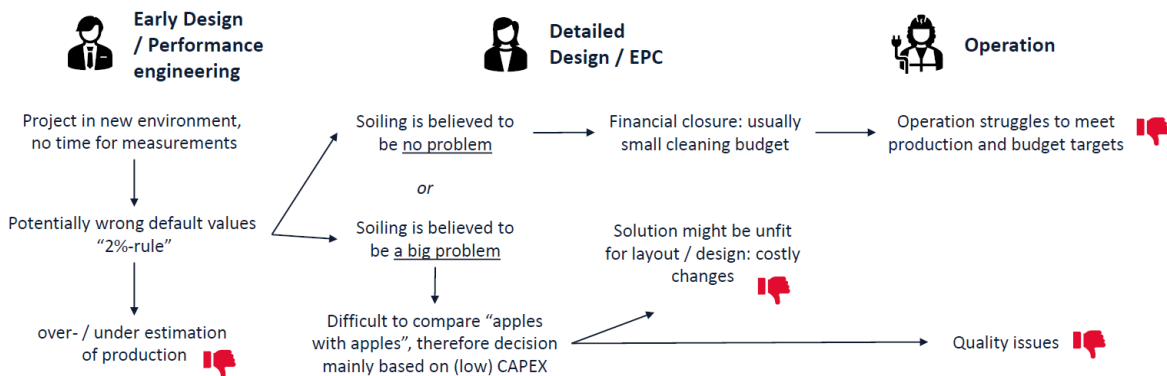 Early Design
/ Performance
engineering
Detailed
Design / EPC
Operation
Project in new environment,
no time for measurements
Soiling is believed to
be no problem
Financial closure: usually
small cleaning budget
Operation struggles to meet
production and budget targets
or
Potentially wrong default values
“2%-rule”
Soiling is believed to
be a big problem
Solution might be unfit
for layout / design: costly
changes
over- / under estimation
of production
Difficult to compare “apples
with apples”, therefore decision
mainly based on (low) CAPEX
Quality issues